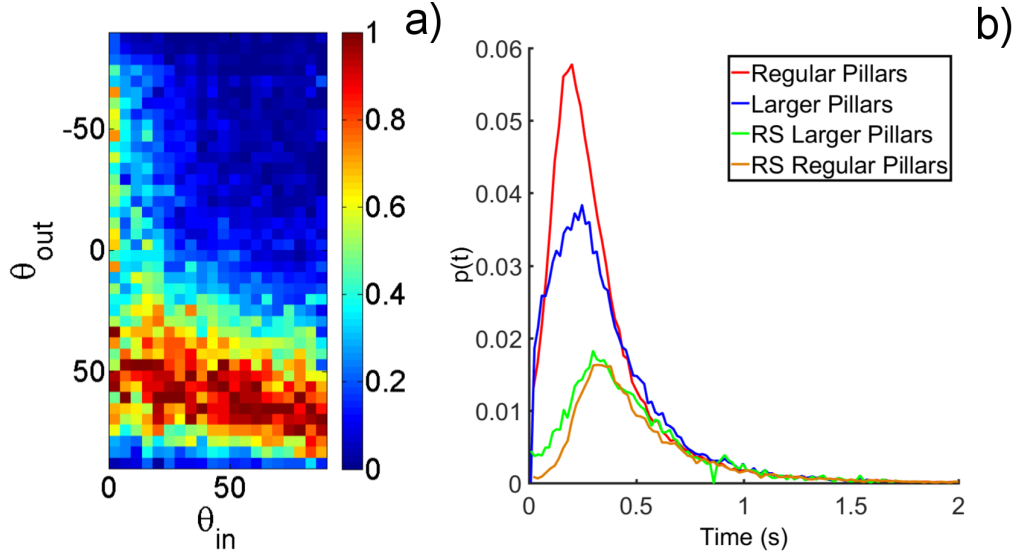 a)
-50
0
50
θout
0
50
θin
1
0.8
0.6
0.4
0.2
0
b)
0.06
0.05
0.04
0.03
0.02
0.01
0
p(t)
Regular Pillars
Larger Pillars
RS Larger Pillars
RS Regular Pillars
0
0.5
1
1.5
2
Time (s)